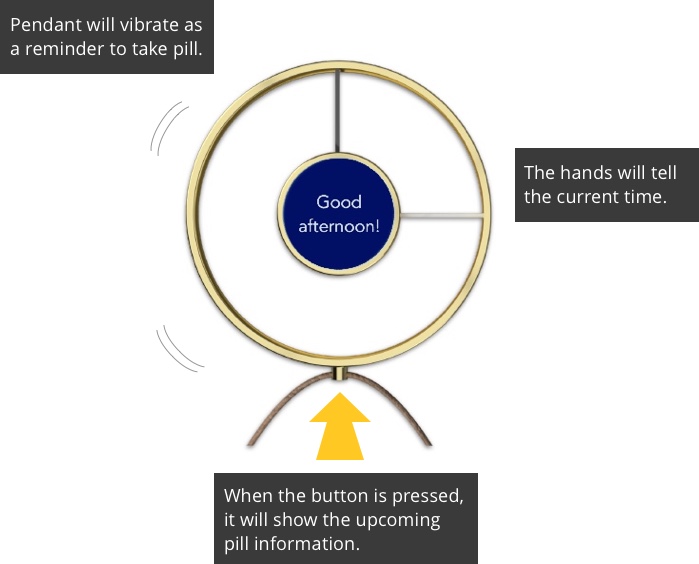 Pendant will vibrate as
a reminder to take pill.
The hands will tell
the current time.
Good
afternoon!
When the button is pressed,
it will show the upcoming
pill information.